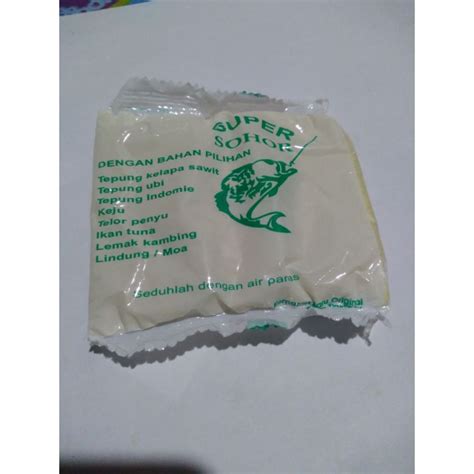 SUPER
SOHOR
DENGAN BAHAN PILIHAN
Tepung kelapa sawit
Tepung ubi
Tepung Indomie
Keju
Telor penyu
Ikan tuna
Lemak kambing
Lindung / Moa
Seduhlah dengan air panas
Original